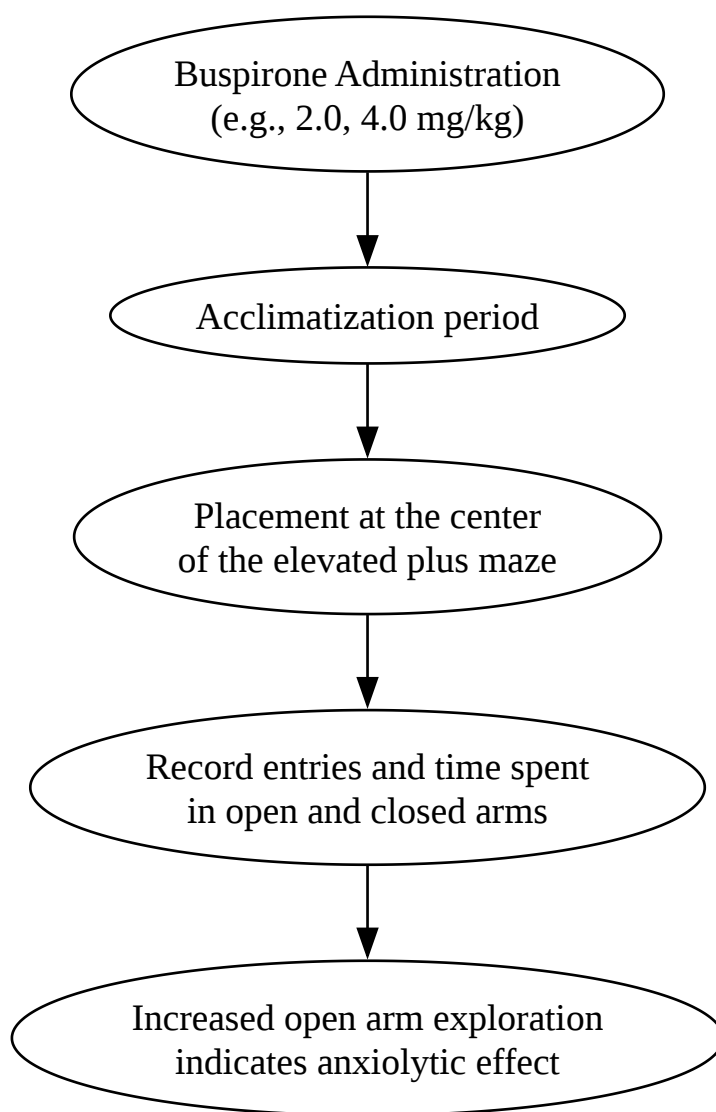 Buspirone Administration
(e.g., 2.0, 4.0 mg/kg)
Acclimatization period
Placement at the center
of the elevated plus maze
Record entries and time spent
in open and closed arms
Increased open arm exploration
indicates anxiolytic effect